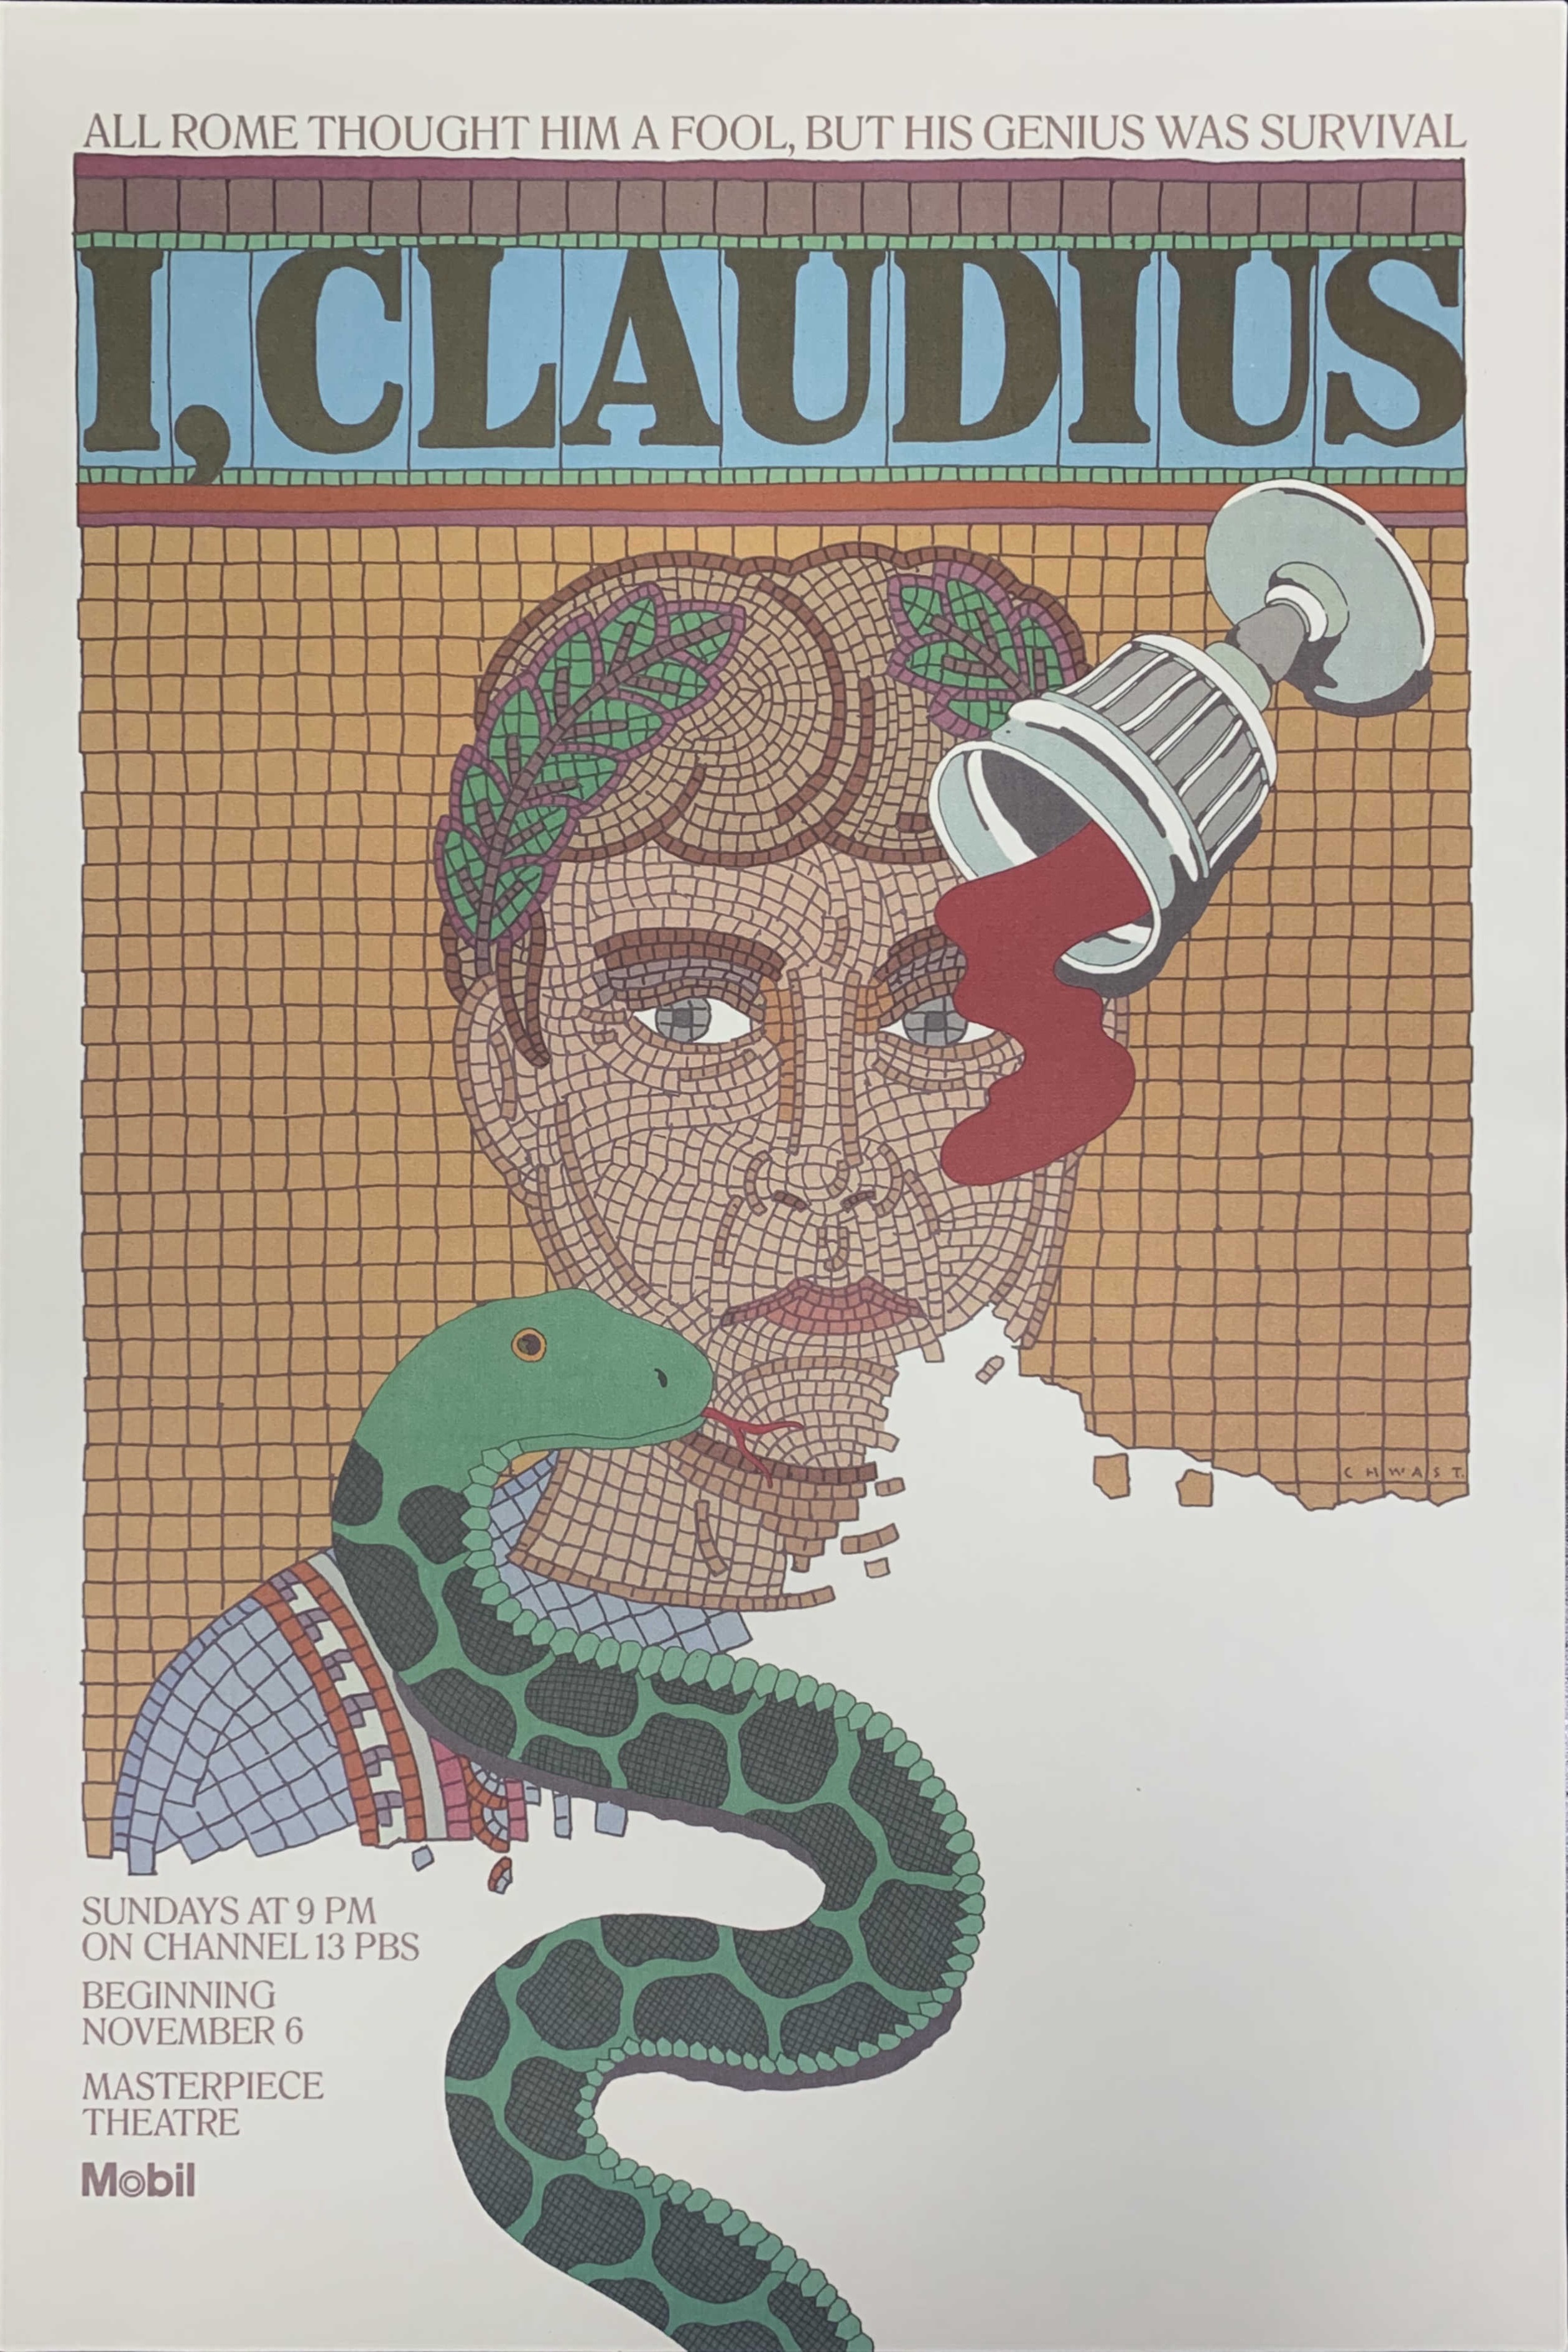 ALL ROME THOUGHT HIM A FOOL, BUT HIS GENIUS WAS SURVIVAL
I, CLAUDIUS
CHWAST.
SUNDAYS AT 9 PM
ON CHANNEL 13 PBS
BEGINNING
NOVEMBER 6
MASTERPIECE
THEATRE
Mobil